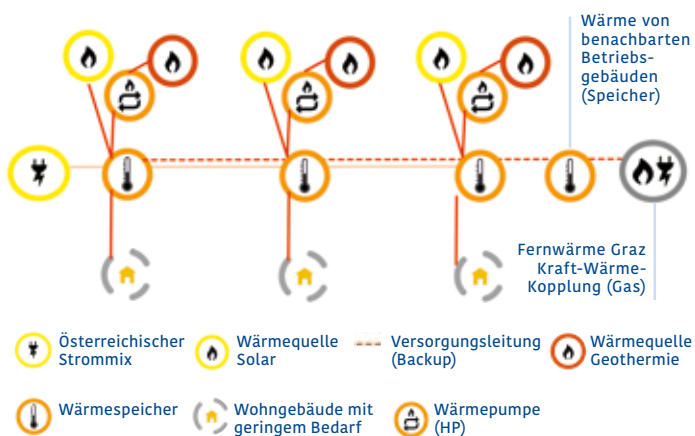 Wärme von
benachbarten
Betriebs-
gebäuden
(Speicher)
Fernwärme Graz
Kraft-Wärme-
Kopplung (Gas)
Österreichischer
Strommix
Wärmequelle
Solar
Versorgungsleitung
(Backup)
Wärmequelle
Geothermie
Wärmespeicher
Wohngebäude mit
geringem Bedarf
Wärmepumpe
(HP)